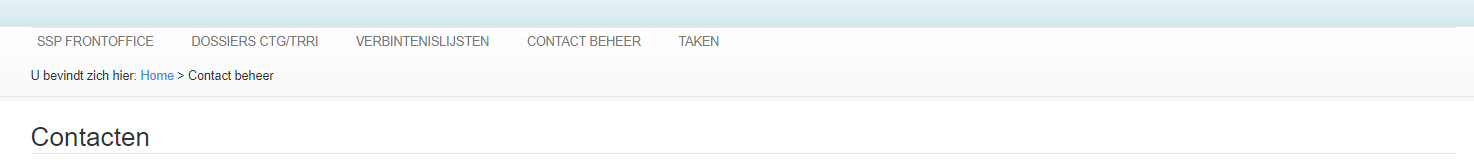 SSP FRONTOFFICE DOSSIERS CTG/TRRI VERBINTENISLIJSTEN CONTACT BEHEER TAKEN
U bevindt zich hier: Home > Contact beheer
Contacten